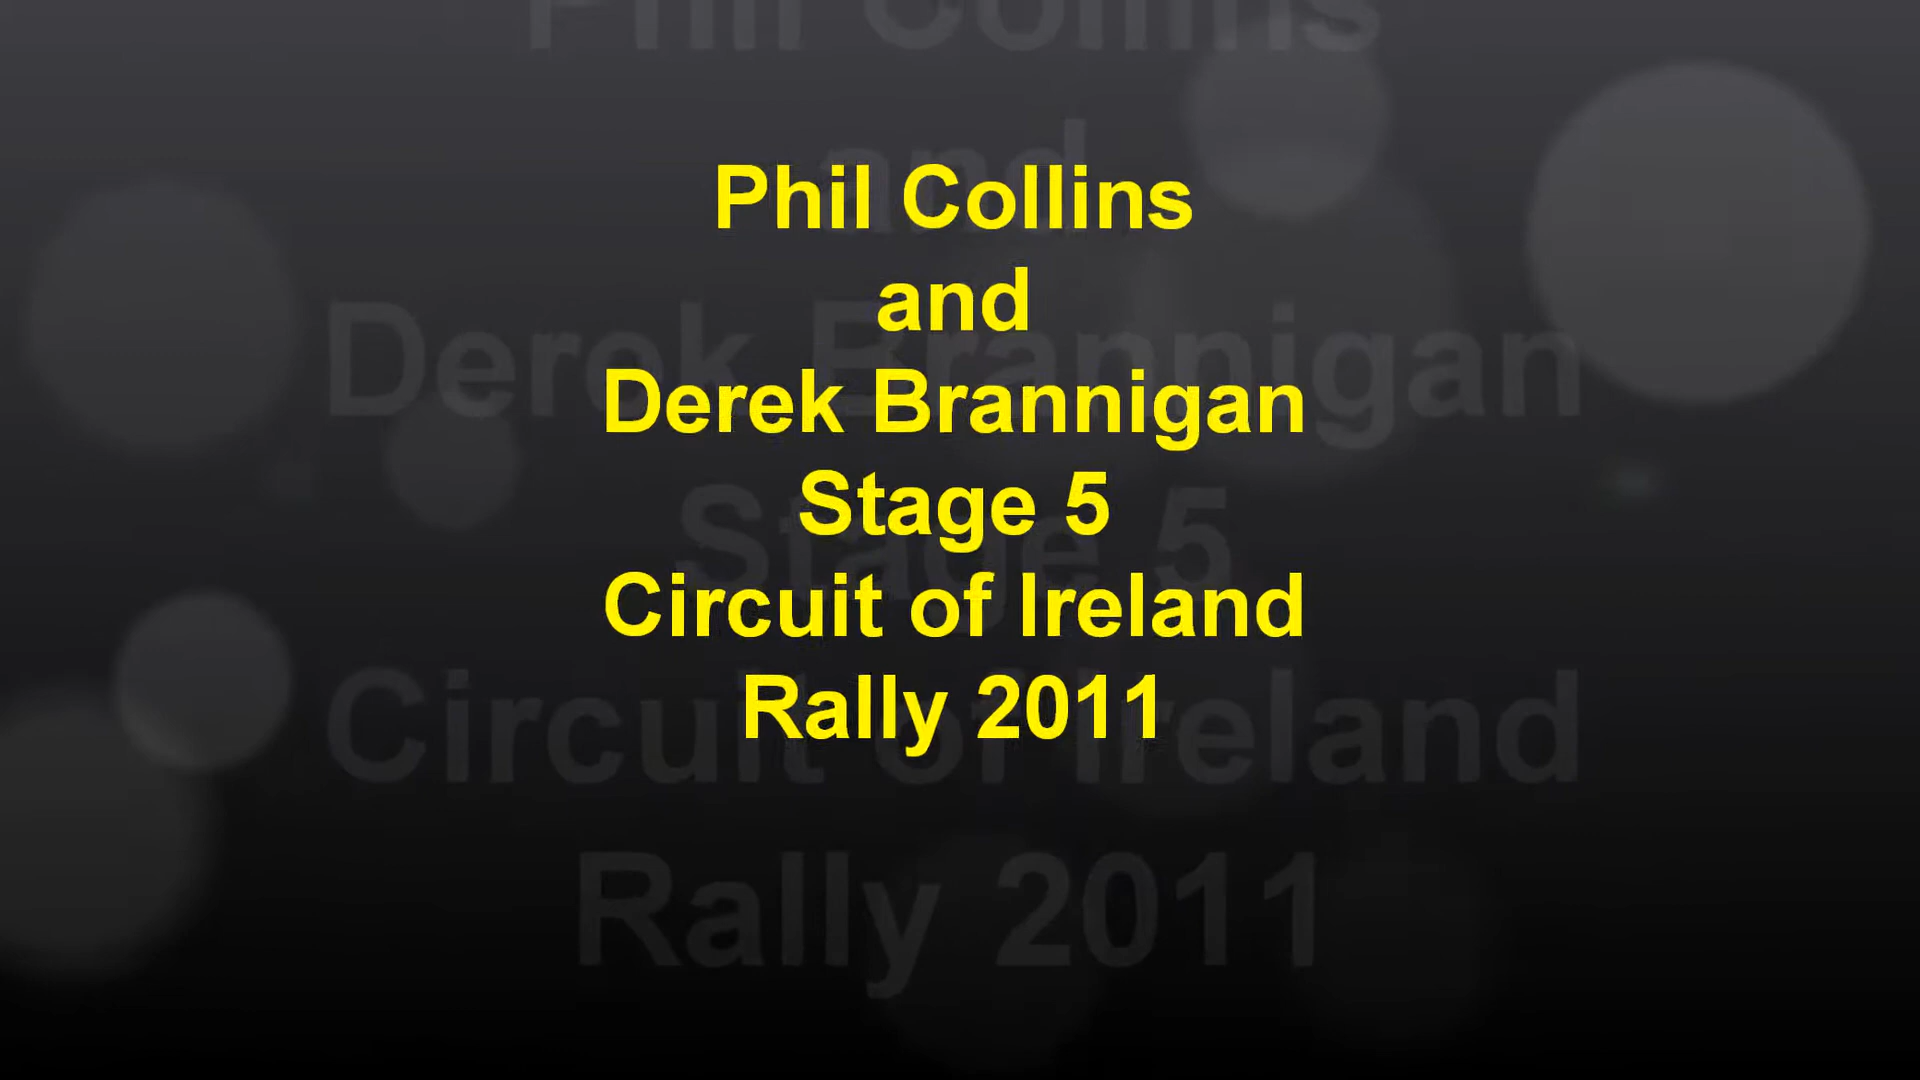 Phil Collins
and
Derek Brannigan
Stage 5
Circuit of Ireland
Rally 2011